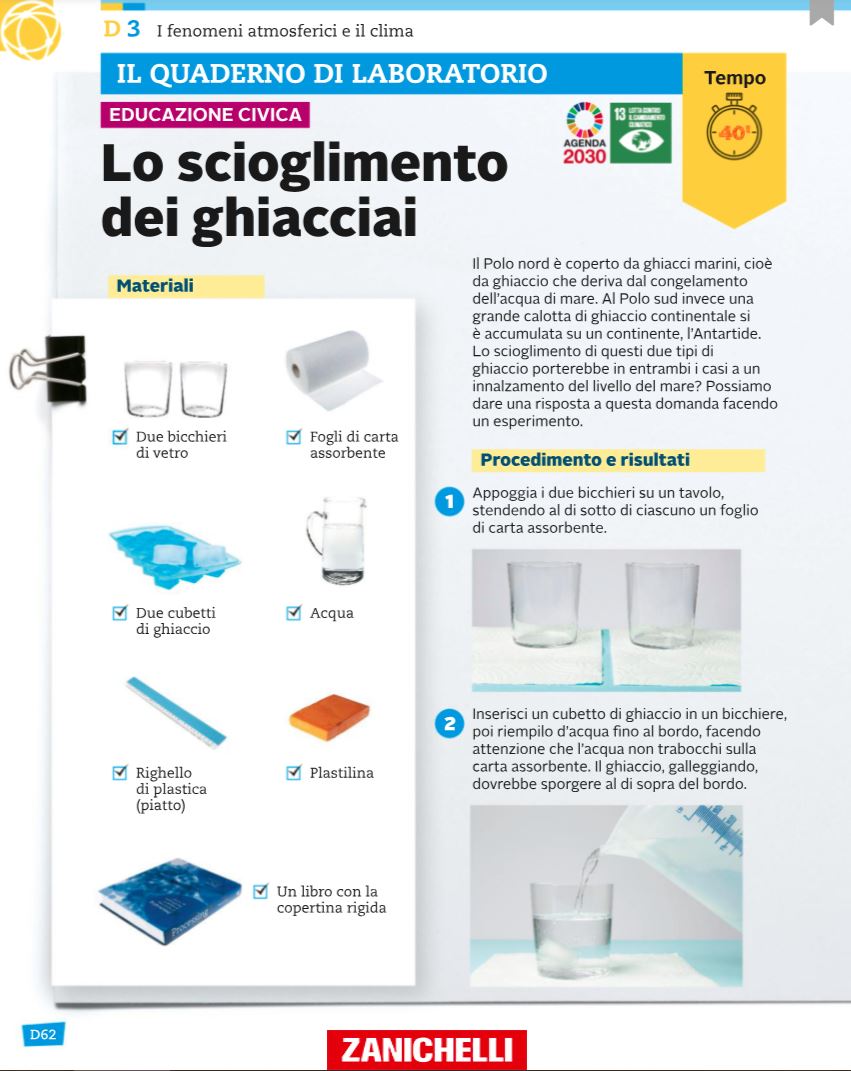 D 3 I fenomeni atmosferici e il clima
IL QUADERNO DI LABORATORIO
Tempo
40'
EDUCAZIONE CIVICA
AGENDA
2030
13 LOTTA CONTRO
IL CAMBIAMENTO
CLIMATICO
Lo scioglimento
dei ghiacciai
Materiali
Due bicchieri
di vetro
Fogli di carta
assorbente
Due cubetti
di ghiaccio
Acqua
Righello
di plastica
(piatto)
Plastilina
Processing
Un libro con la
copertina rigida
Il Polo nord è coperto da ghiacci marini, cioè
da ghiaccio che deriva dal congelamento
dell'acqua di mare. Al Polo sud invece una
grande calotta di ghiaccio continentale si
è accumulata su un continente, l'Antartide.
Lo scioglimento di questi due tipi di
ghiaccio porterebbe in entrambi i casi a un
innalzamento del livello del mare? Possiamo
dare una risposta a questa domanda facendo
un esperimento.
Procedimento e risultati
1 Appoggia i due bicchieri su un tavolo,
stendendo al di sotto di ciascuno un foglio
di carta assorbente.
2 Inserisci un cubetto di ghiaccio in un bicchiere,
poi riempilo d'acqua fino al bordo, facendo
attenzione che l'acqua non trabocchi sulla
carta assorbente. Il ghiaccio, galleggiando,
dovrebbe sporgere al di sopra del bordo.
D62
ZANICHELLI